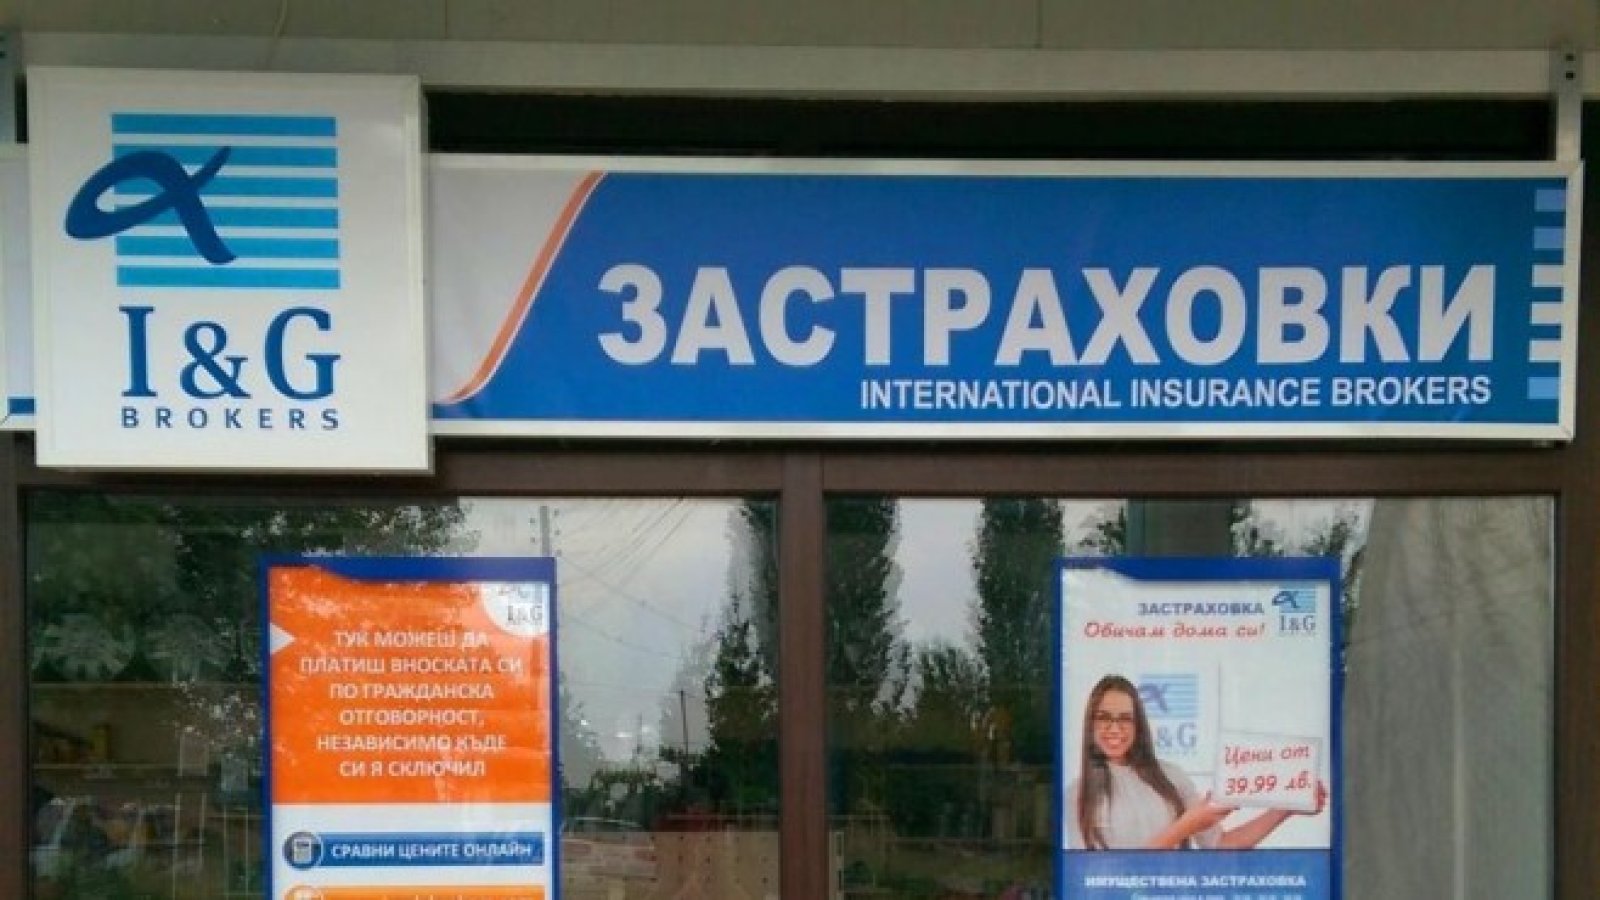 I & G
BROKERS
ЗАСТРАХОВКИ
INTERNATIONAL INSURANCE BROKERS
I&G
ТУК МОЖЕШ ДА
ПЛАТИШ ВНОСКАТА СИ
ПО ГРАЖДАНСКА
ОТГОВОРНОСТ,
НЕЗАВИСИМО КЪДЕ
СИ Я СКЛЮЧИЛ
СРАВНИ ЦЕНИТЕ ОНЛАЙН
ЗАСТРАХОВКА
Обичам дома си!
I&G
& G
Цени от
39,99 лв.
ИМУЩЕСТВЕНА ЗАСТРАХОВКА